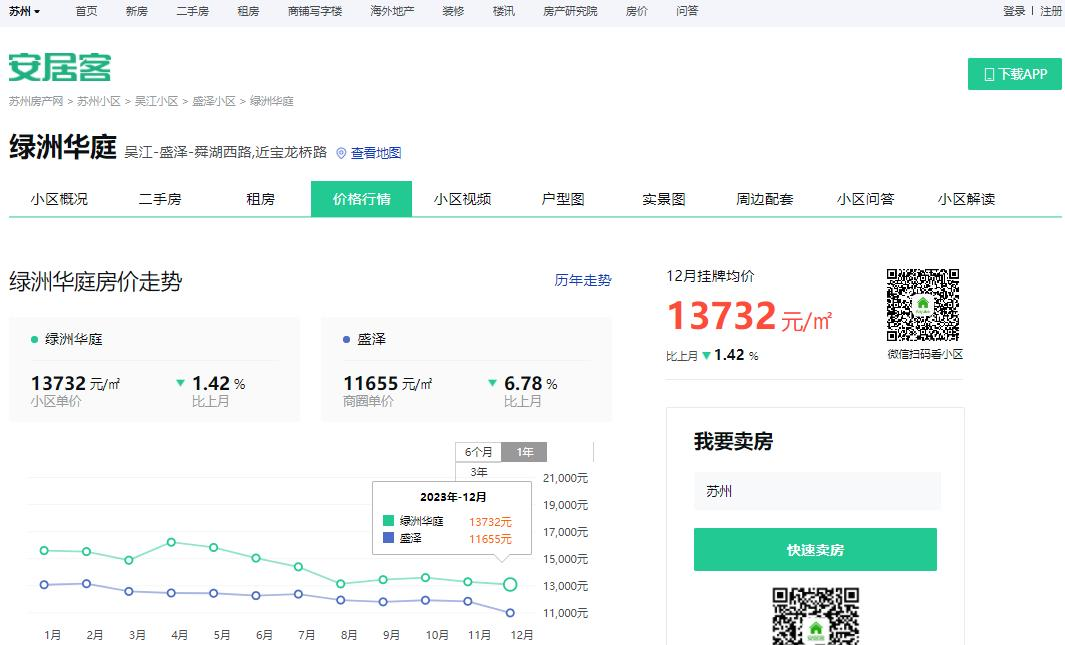 苏州 首页 新房 二手房 租房 商铺写字楼 海外地产 装修 楼讯 房产研究院 房价 问答 登录 | 注册
安居客
下载APP
苏州房产网 > 苏州小区 > 吴江小区 > 盛泽小区 > 绿洲华庭
绿洲华庭 吴江-盛泽-舜湖西路,近宝龙桥路 查看地图
小区概况 二手房 租房 价格行情 小区视频 户型图 实景图 周边配套 小区问答 小区解读
绿洲华庭房价走势 历年走势
绿洲华庭
13732 元/㎡ 1.42 %
小区单价 比上月
盛泽
11655 元/㎡ 6.78 %
商圈单价 比上月
6个月 1年
3年
21,000元
19,000元
17,000元
15,000元
13,000元
11,000元
2023年-12月
绿洲华庭 13732元
盛泽 11655元
1月 2月 3月 4月 5月 6月 7月 8月 9月 10月 11月 12月
12月挂牌均价
13732 元/㎡
比上月 1.42 %
微信扫码看小区
我要卖房
苏州
快速卖房